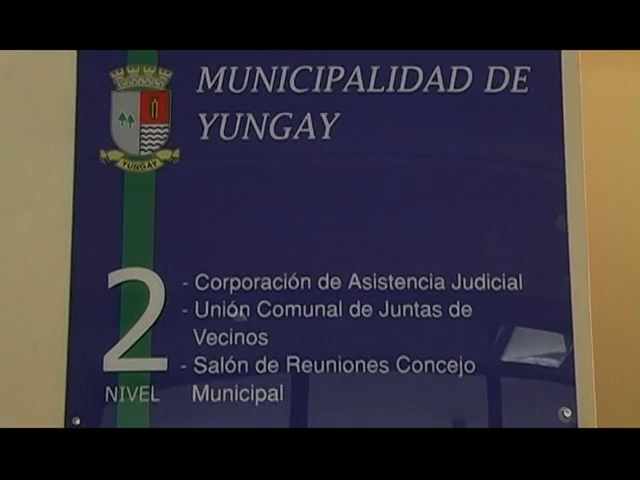 MUNICIPALIDAD DE
YUNGAY
YUNGAY
- Corporación de Asistencia Judicial
- Unión Comunal de Juntas de
Vecinos
- Salón de Reuniones Concejo
Municipal
2
NIVEL